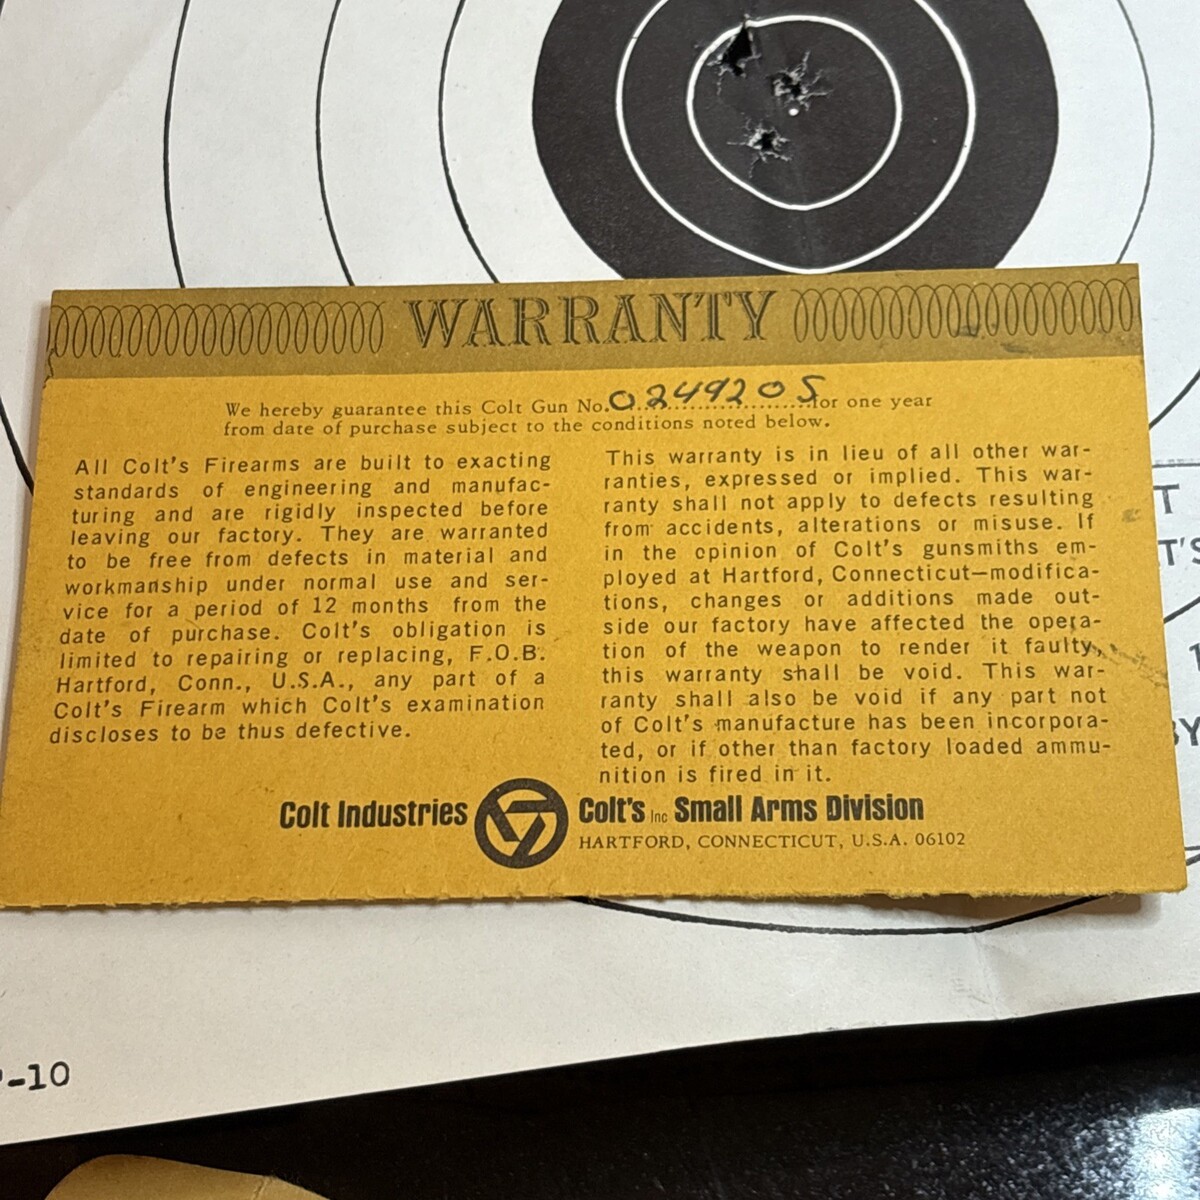 WARRANTY
We hereby guarantee this Colt Gun No. 0249205 for one year
from date of purchase subject to the conditions noted below.
All Colt's Firearms are built to exacting
standards of engineering and manufac-
turing and are rigidly inspected before
leaving our factory. They are warranted
to be free from defects in material and
workmanship under normal use and ser-
vice for a period of 12 months from the
date of purchase. Colt's obligation is
limited to repairing or replacing, F.O.B.
Hartford, Conn., U.S.A., any part of a
Colt's Firearm which Colt's examination
discloses to be thus defective.
This warranty is in lieu of all other war-
ranties, expressed or implied. This war-
ranty shall not apply to defects resulting
from accidents, alterations or misuse. If
in the opinion of Colt's gunsmiths em-
ployed at Hartford, Connecticut—modifica-
tions, changes or additions made out-
side our factory have affected the opera-
tion of the weapon to render it faulty,
this warranty shall be void. This war-
ranty shall also be void if any part not
of Colt's manufacture has been incorpora-
ted, or if other than factory loaded ammu-
nition is fired in it.
Colt Industries Colt's Inc Small Arms Division
HARTFORD, CONNECTICUT, U.S.A. 06102
-10